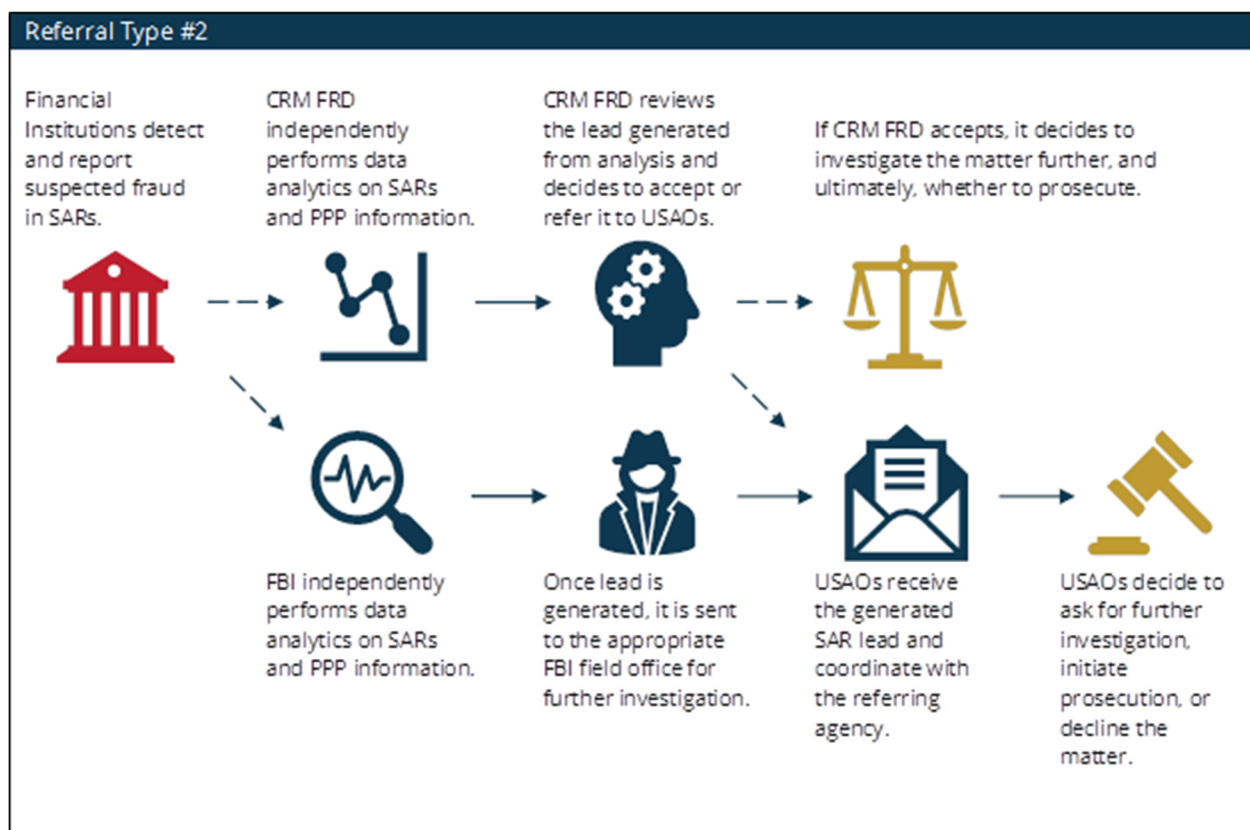 Referral Type #2
Financial
Institutions detect
and report
suspected fraud
in SARs.
CRM FRD
independently
performs data
analytics on SARs
and PPP information.
CRM FRD reviews
the lead generated
from analysis and
decides to accept or
refer it to USAOs.
If CRM FRD accepts, it decides to
investigate the matter further, and
ultimately, whether to prosecute.
FBI independently
performs data
analytics on SARs
and PPP information.
Once lead is
generated, it is sent
to the appropriate
FBI field office for
further investigation.
USAOs receive
the generated
SAR lead and
coordinate with
the referring
agency.
USAOs decide to
ask for further
investigation,
initiate
prosecution, or
decline the
matter.